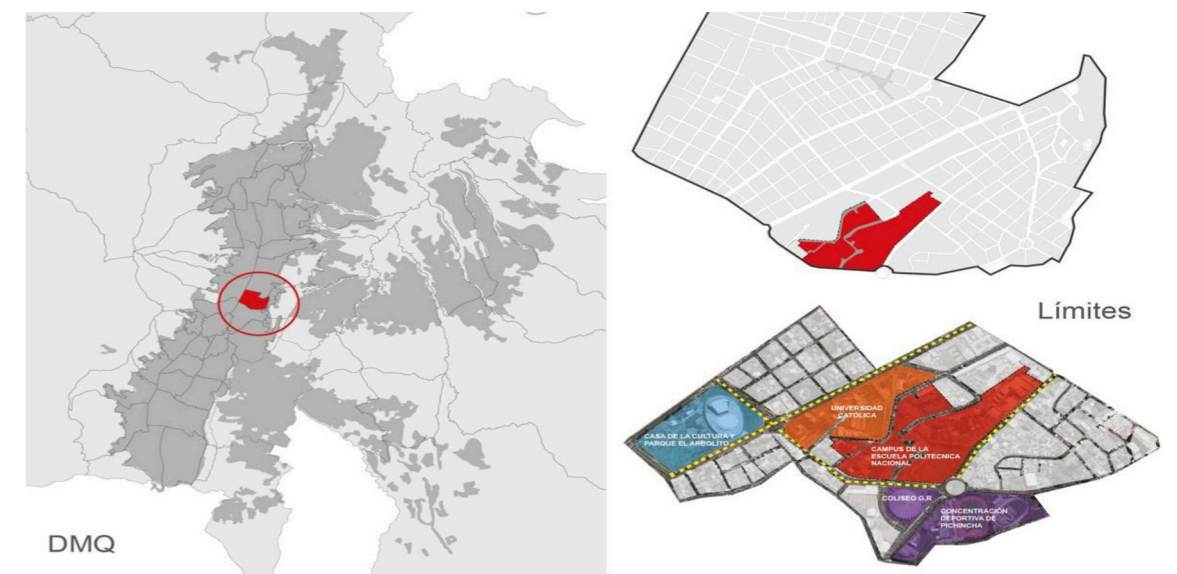 DMQ
Límites
UNIVERSIDAD
CATOLICA
CASA DE LA CULTURA Y
PARQUE EL ARBOLITO
CAMPUS DE LA
ESCUELA POLITECNICA
NACIONAL
COLISEO G.R
CONCENTRACIÓN
DEPORTIVA DE
PICHINCHA